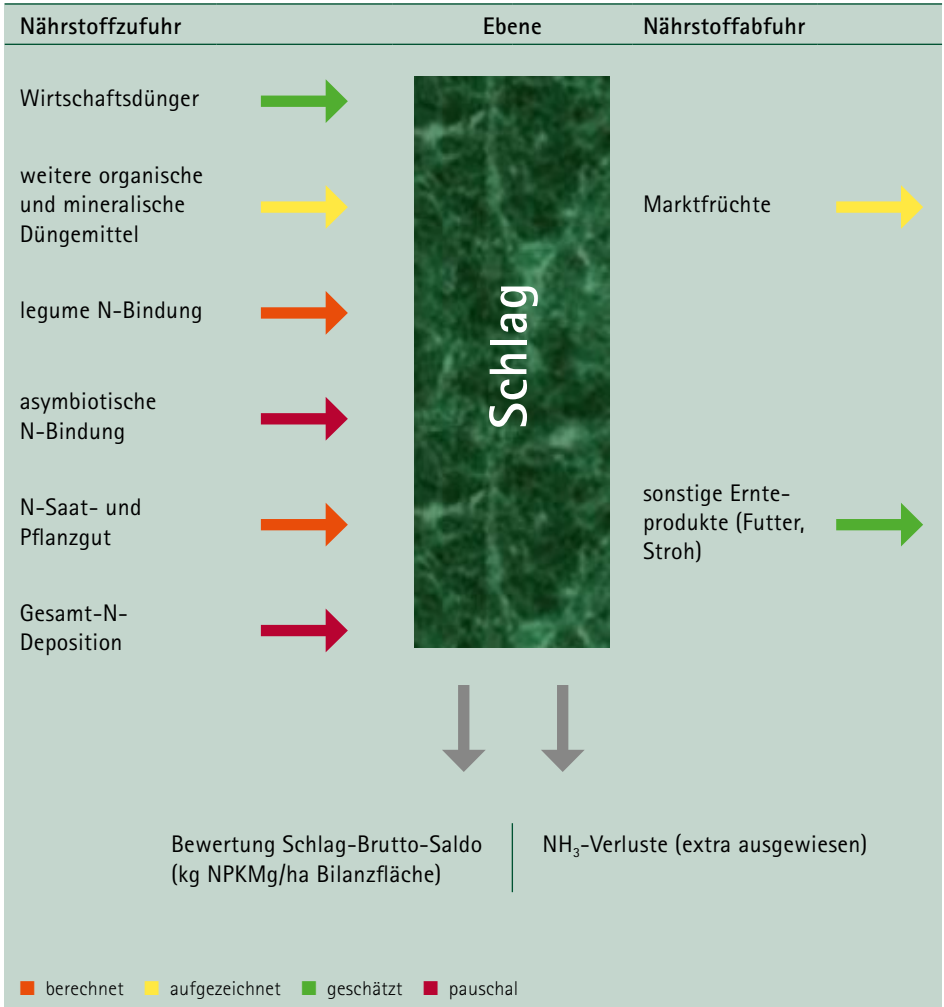 Nährstoffzufuhr Ebene Nährstoffabfuhr
Wirtschaftsdünger
weitere organische
und mineralische
Düngemittel
Marktfrüchte
legume N-Bindung
Schlag
asymbiotische
N-Bindung
N-Saat- und
Pflanzgut
sonstige Ernte-
produkte (Futter,
Stroh)
Gesamt-N-
Deposition
Bewertung Schlag-Brutto-Saldo
(kg NPKMg/ha Bilanzfläche)
NH₃-Verluste (extra ausgewiesen)
berechnet aufgezeichnet geschätzt pauschal